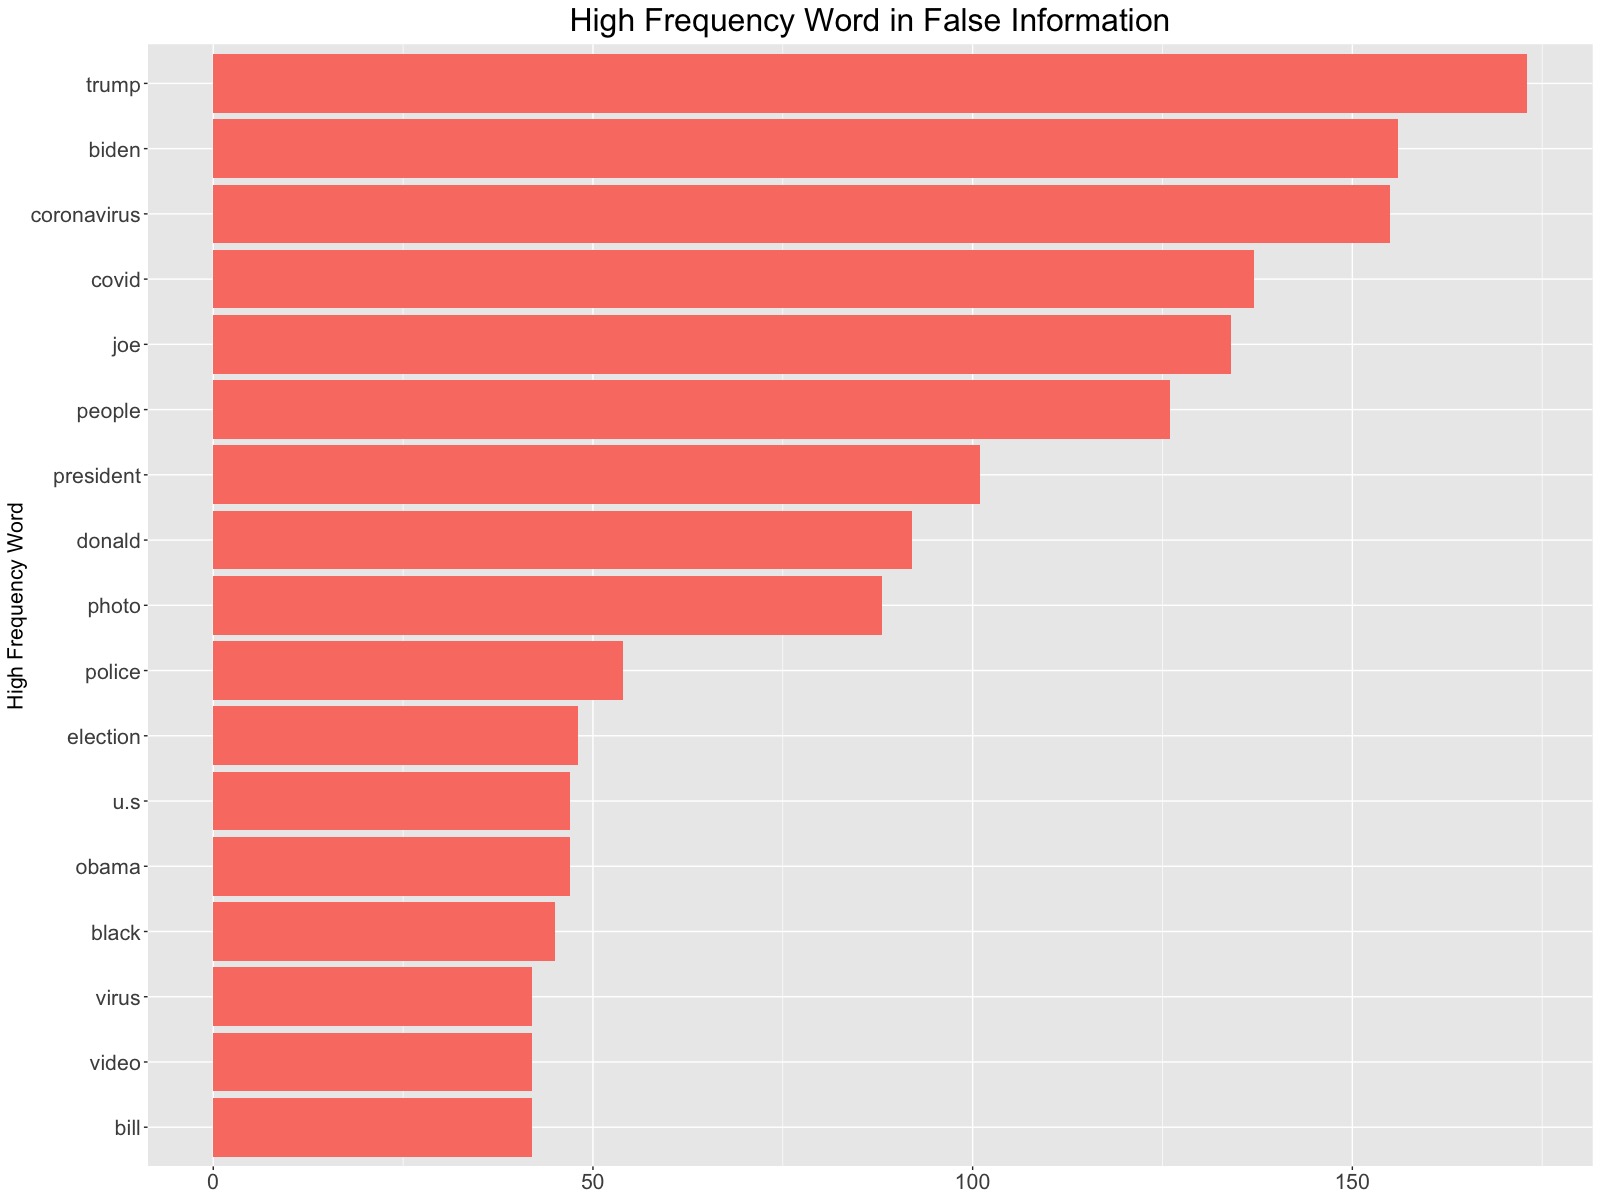 High Frequency Word in False Information
trump
biden
coronavirus
covid
joe
people
president
donald
photo
police
election
u.s
obama
black
virus
video
bill
High Frequency Word
0 50 100 150